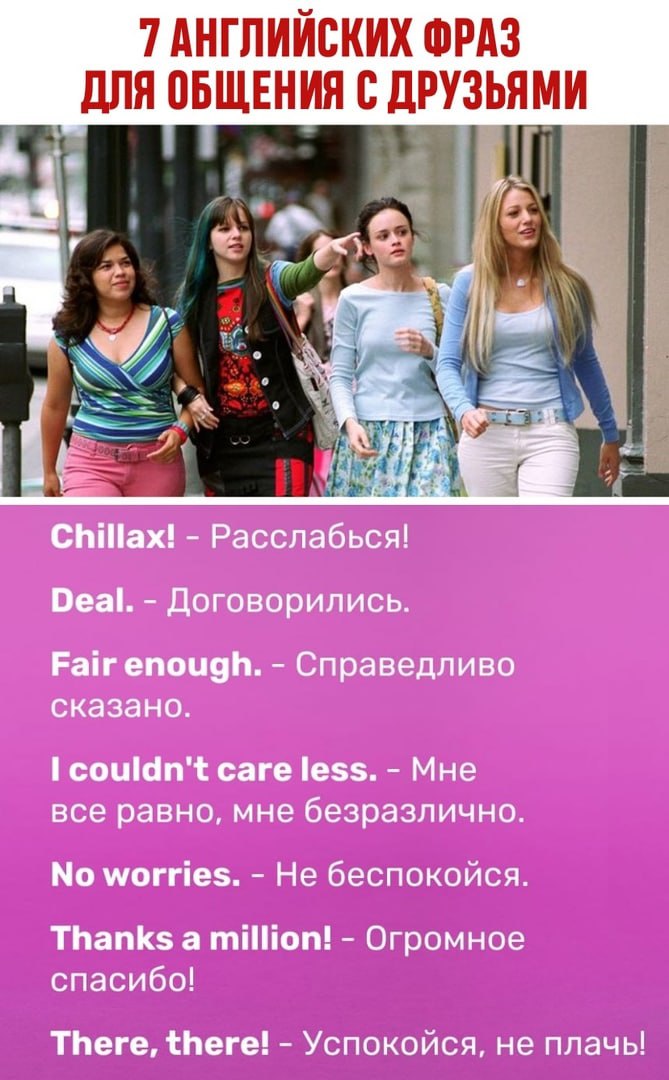 7 АНГЛИЙСКИХ ФРАЗ
ДЛЯ ОБЩЕНИЯ С ДРУЗЬЯМИ
Chillax! - Расслабься!
Deal. - Договорились.
Fair enough. - Справедливо
сказано.
I couldn't care less. - Мне
все равно, мне безразлично.
No worries. - Не беспокойся.
Thanks a million! - Огромное
спасибо!
There, there! - Успокойся, не плачь!